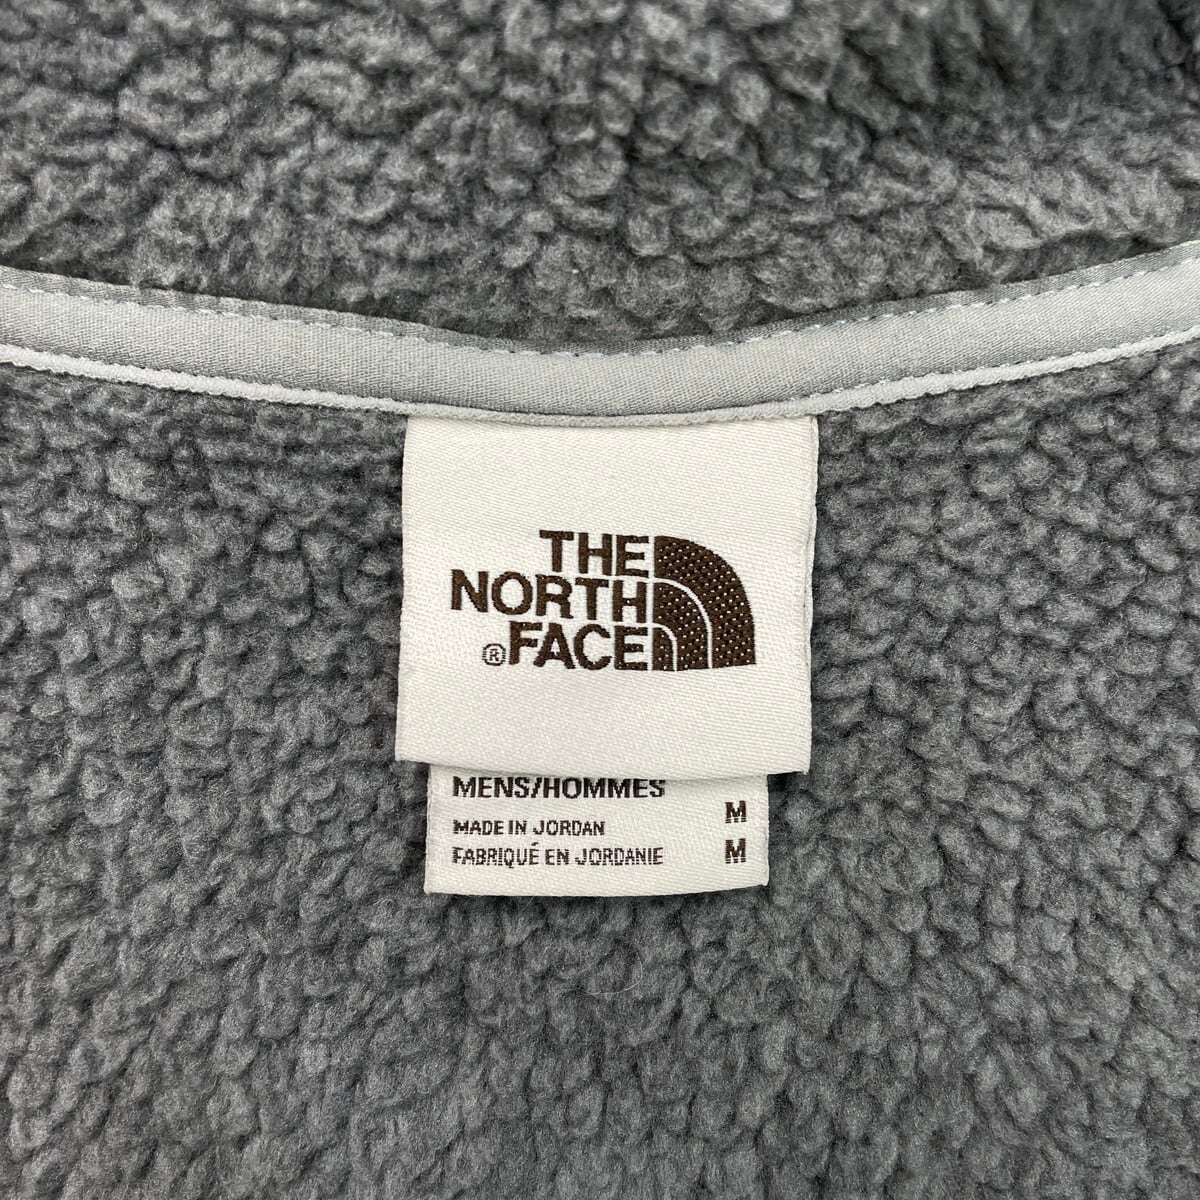 THE
NORTH
® FACE
MENS/HOMMES
M
MADE IN JORDAN
FABRIQUÉ EN JORDANIE M